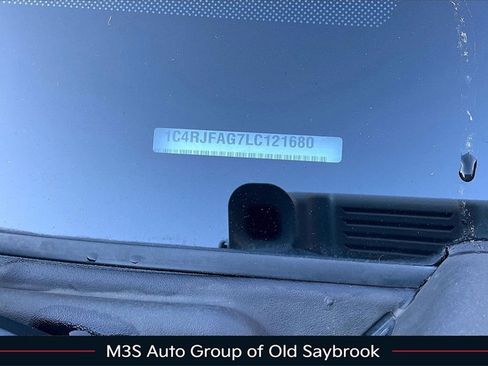 1C4RJFAG7LC121680
M3S Auto Group of Old Saybrook